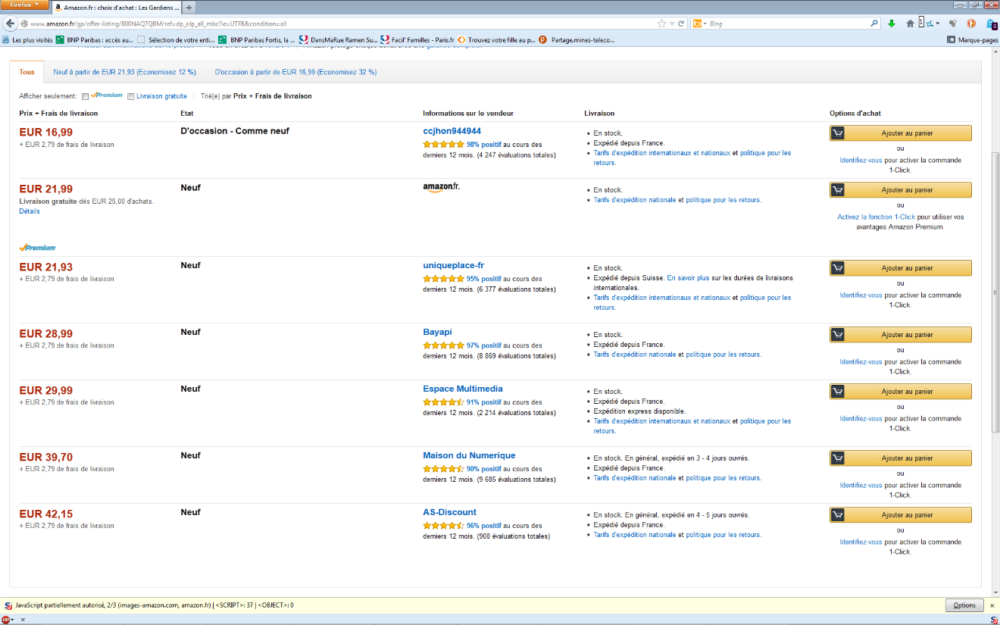 Firefox
Amazon.fr : choix d'achat : Les Gardiens ...
www.amazon.fr/gp/offer-listing/B00NAQ7QBM/ref=dp_olp_all_mbc?ie=UTF8&condition=all
Bing
Les plus visités
BNP Paribas : accès au...
Sélection de votre enti...
BNP Paribas Fortis, la ...
DansMaRue Ramen Su...
Facil' Familles - Paris.fr
Trouvez votre fille au p...
Partage.mines-teleco...
Marque-pages
Tous
Neuf à partir de EUR 21,93 (Economisez 12 %)
D'occasion à partir de EUR 16,99 (Economisez 32 %)
Afficher seulement: Premium Livraison gratuite Trié(e) par Prix + Frais de livraison
Prix + Frais de livraison
Etat
Informations sur le vendeur
Livraison
Options d'achat
EUR 16,99
+ EUR 2,79 de frais de livraison
D'occasion - Comme neuf
ccjhon944944
98% positif au cours des
derniers 12 mois. (4 247 évaluations totales)
En stock.
Expédié depuis France.
Tarifs d'expédition internationaux et nationaux et politique pour les
retours.
Ajouter au panier
ou
Identifiez-vous pour activer la commande
1-Click.
EUR 21,99
Livraison gratuite dès EUR 25,00 d'achats.
Détails
Premium
Neuf
amazon.fr
En stock.
Tarifs d'expédition nationale et politique pour les retours.
Ajouter au panier
ou
Activez la fonction 1-Click pour utiliser vos
avantages Amazon Premium.
EUR 21,93
+ EUR 2,79 de frais de livraison
Neuf
uniqueplace-fr
95% positif au cours des
derniers 12 mois. (6 377 évaluations totales)
En stock.
Expédié depuis Suisse. En savoir plus sur les durées de livraisons
internationales.
Tarifs d'expédition internationaux et nationaux et politique pour les
retours.
Ajouter au panier
ou
Identifiez-vous pour activer la commande
1-Click.
EUR 28,99
+ EUR 2,79 de frais de livraison
Neuf
Bayapi
97% positif au cours des
derniers 12 mois. (8 869 évaluations totales)
En stock.
Expédié depuis France.
Tarifs d'expédition nationale et politique pour les retours.
Ajouter au panier
ou
Identifiez-vous pour activer la commande
1-Click.
EUR 29,99
+ EUR 2,79 de frais de livraison
Neuf
Espace Multimedia
91% positif au cours des
derniers 12 mois. (2 214 évaluations totales)
En stock.
Expédié depuis France.
Expédition express disponible.
Tarifs d'expédition internationaux et nationaux et politique pour les
retours.
Ajouter au panier
ou
Identifiez-vous pour activer la commande
1-Click.
EUR 39,70
+ EUR 2,79 de frais de livraison
Neuf
Maison du Numerique
90% positif au cours des
derniers 12 mois. (9 685 évaluations totales)
En stock. En général, expédié en 3 - 4 jours ouvrés.
Expédié depuis France.
Tarifs d'expédition nationale et politique pour les retours.
Ajouter au panier
ou
Identifiez-vous pour activer la commande
1-Click.
EUR 42,15
+ EUR 2,79 de frais de livraison
Neuf
AS-Discount
96% positif au cours des
derniers 12 mois. (908 évaluations totales)
En stock. En général, expédié en 4 - 5 jours ouvrés.
Expédié depuis France.
Tarifs d'expédition nationale et politique pour les retours.
Ajouter au panier
ou
Identifiez-vous pour activer la commande
1-Click.
JavaScript partiellement autorisé, 2/3 (images-amazon.com, amazon.fr) | <SCRIPT>: 37 | <OBJECT>: 0
Options
ABP